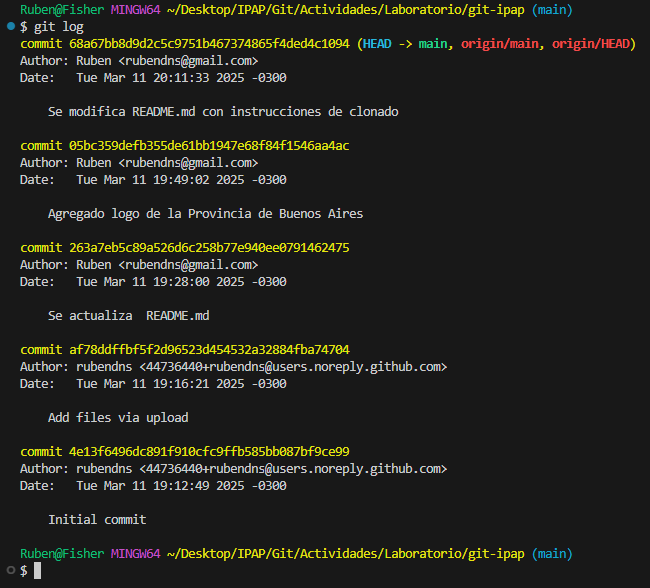 Ruben@Fisher MINGW64 ~/Desktop/IPAP/Git/Actividades/Laboratorio/git-ipap (main)
$ git log
commit 68a67bb8d9d2c5c9751b467374865f4ded4c1094 (HEAD -> main, origin/main, origin/HEAD)
Author: Ruben <rubendns@gmail.com>
Date:   Tue Mar 11 20:11:33 2025 -0300

    Se modifica README.md con instrucciones de clonado

commit 05bc359defb355de61bb1947e68f84f1546aa4ac
Author: Ruben <rubendns@gmail.com>
Date:   Tue Mar 11 19:49:02 2025 -0300

    Agregado logo de la Provincia de Buenos Aires

commit 263a7eb5c89a526d6c258b77e940ee0791462475
Author: Ruben <rubendns@gmail.com>
Date:   Tue Mar 11 19:28:00 2025 -0300

    Se actualiza  README.md

commit af78ddffbf5f2d96523d454532a32884fba74704
Author: rubendns <44736440+rubendns@users.noreply.github.com>
Date:   Tue Mar 11 19:16:21 2025 -0300

    Add files via upload

commit 4e13f6496dc891f910cfc9ffb585bb087bf9ce99
Author: rubendns <44736440+rubendns@users.noreply.github.com>
Date:   Tue Mar 11 19:12:49 2025 -0300

    Initial commit

Ruben@Fisher MINGW64 ~/Desktop/IPAP/Git/Actividades/Laboratorio/git-ipap (main)
$